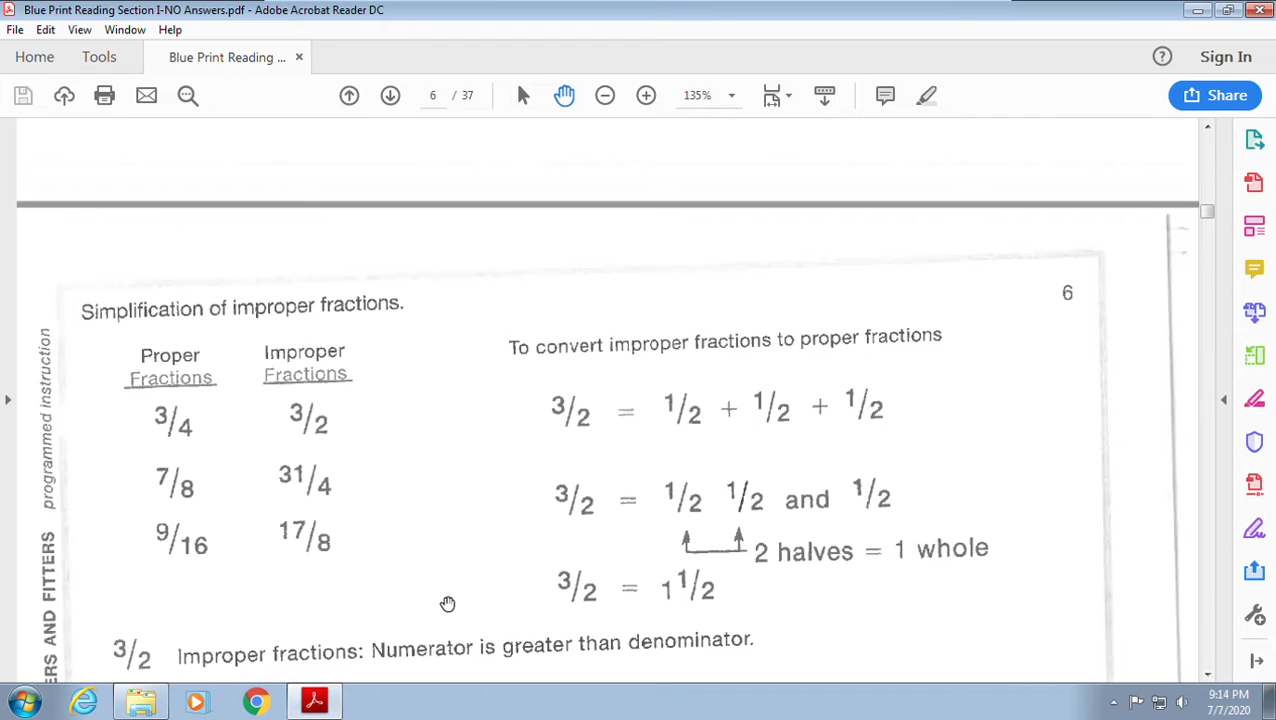 Blue Print Reading Section I-NO Answers.pdf - Adobe Acrobat Reader DC
File Edit View Window Help
Home Tools Blue Print Reading ... × Sign In
6 / 37 135% Share
Simplification of improper fractions.
6
Proper Improper
Fractions Fractions
3/4 3/2
7/8 31/4
9/16 17/8
To convert improper fractions to proper fractions
3/2 = 1/2 + 1/2 + 1/2
3/2 = 1/2 1/2 and 1/2
2 halves = 1 whole
3/2 = 1 1/2
3/2 Improper fractions: Numerator is greater than denominator.
ERS AND FITTERS programmed instruction
9:14 PM
7/7/2020